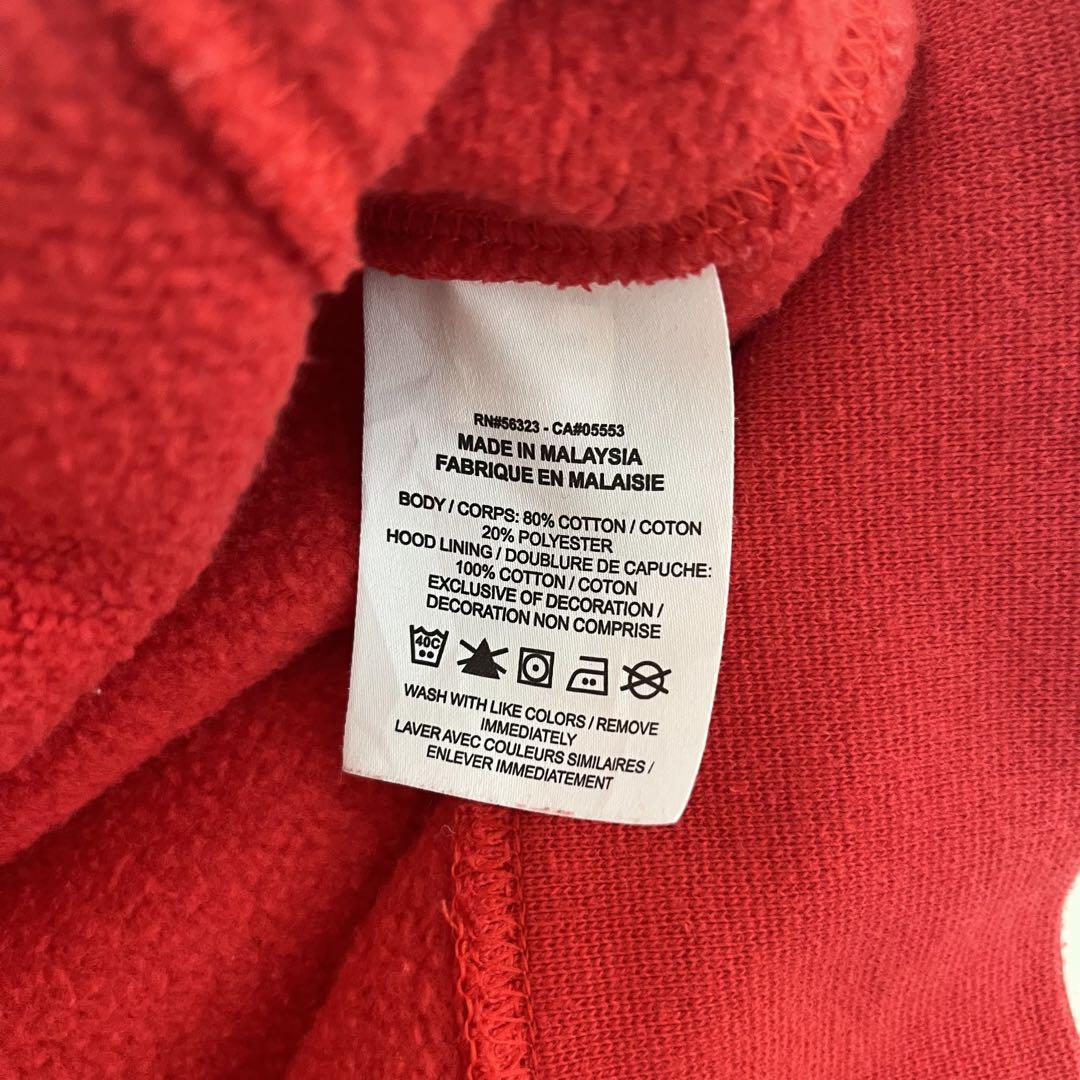 RN#56323 - CA#05553
MADE IN MALAYSIA
FABRIQUE EN MALAISIE
BODY / CORPS: 80% COTTON / COTON
20% POLYESTER
HOOD LINING / DOUBLURE DE CAPUCHE:
100% COTTON / COTON
EXCLUSIVE OF DECORATION /
DECORATION NON COMPRISE
40C
WASH WITH LIKE COLORS / REMOVE
IMMEDIATELY
LAVER AVEC COULEURS SIMILAIRES /
ENLEVER IMMEDIATEMENT